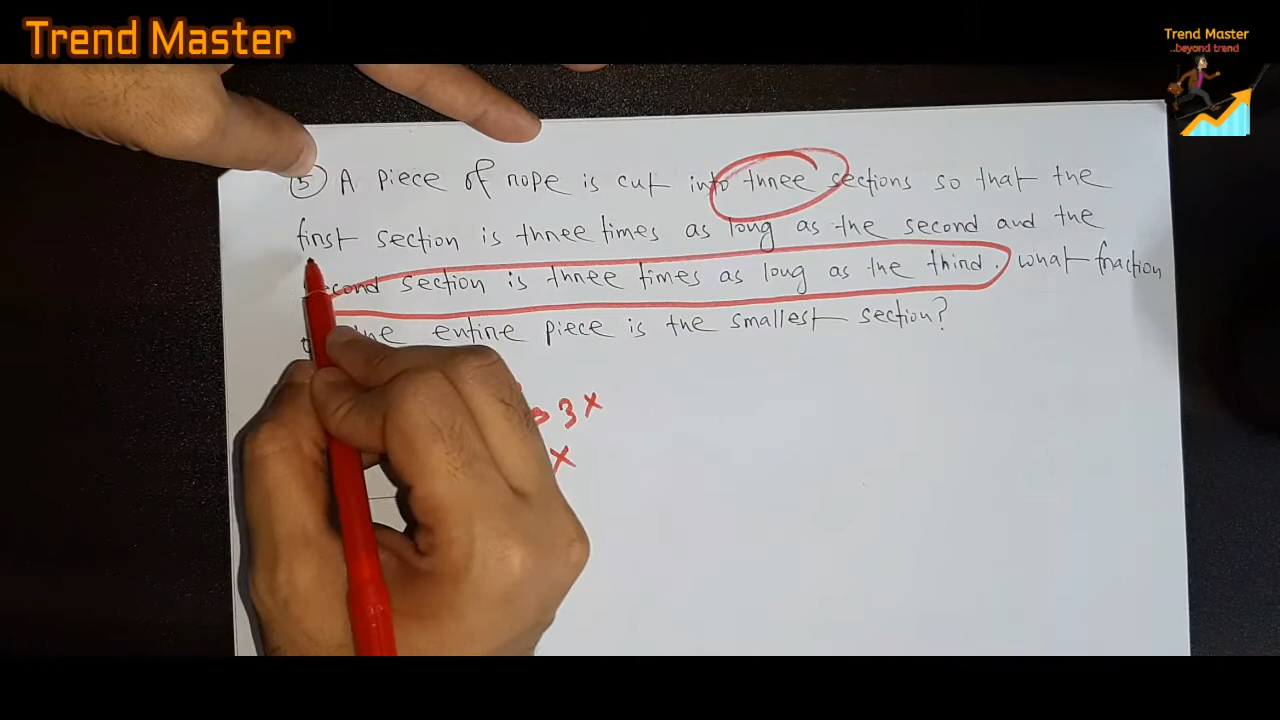 Trend Master
Trend Master
..beyond trend
5 A piece of rope is cut into three sections so that the
first section is three times as long as the second and the
second section is three times as long as the third. What fraction
the entire piece is the smallest section?
3x
x